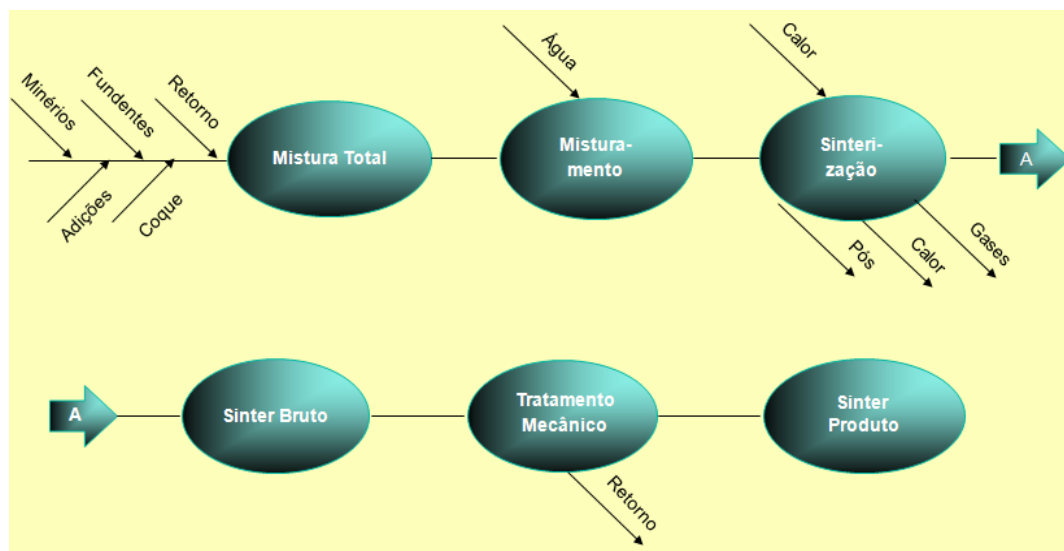 Minérios
Fundentes
Retorno
Adições
Coque
Mistura Total
Água
Mistura-
mento
Calor
Sinteri-
zação
Pós
Calor
Gases
A
A
Sinter Bruto
Tratamento
Mecânico
Retorno
Sinter
Produto